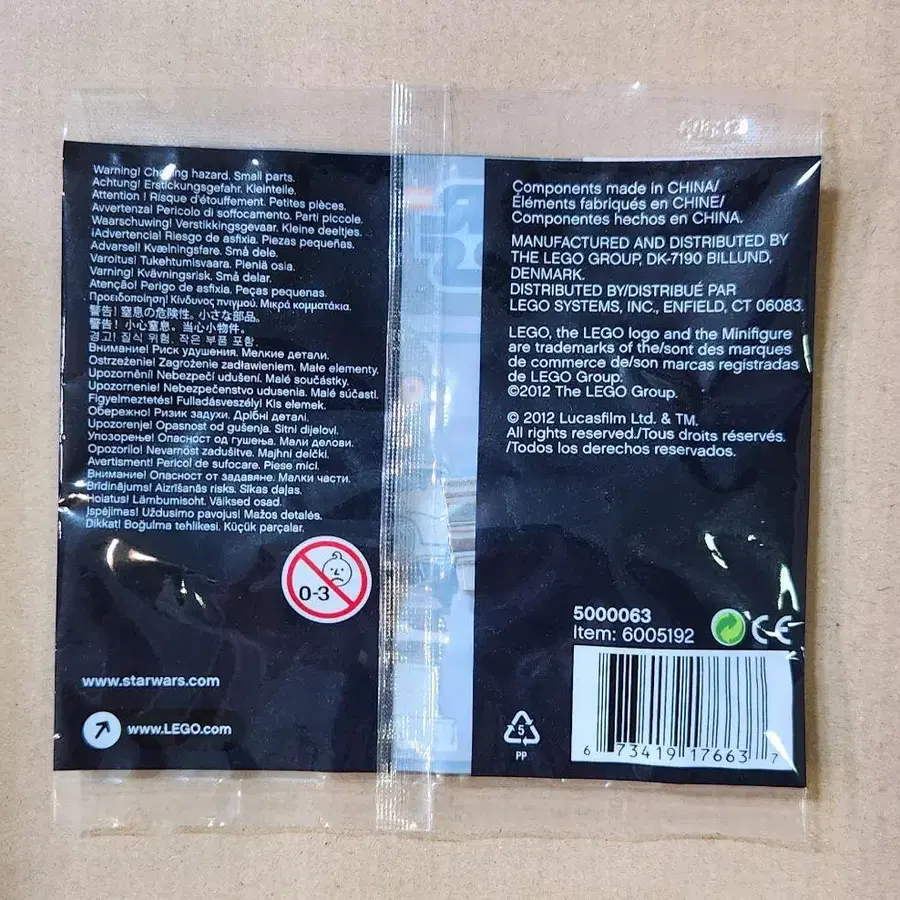 Warning! Choking hazard. Small parts.
Achtung! Erstickungsgefahr. Kleinteile.
Attention ! Risque d'étouffement. Petites pièces.
Avvertenza! Pericolo di soffocamento. Parti piccole.
Waarschuwing! Verstikkingsgevaar. Kleine deeltjes.
¡Advertencia! Riesgo de asfixia. Piezas pequeñas.
Advarsel! Kvælningsfare. Små dele.
Varoitus! Tukehtumisvaara. Pieniä osia.
Varning! Kvävningsrisk. Små delar.
Atenção! Perigo de asfixia. Peças pequenas.
Προειδοποίηση! Κίνδυνος πνιγμού. Μικρά κομματάκια.
警告! 窒息の危険性。小さな部品。
警告! 小心窒息。当心小物件。
경고! 질식 위험. 작은 부품 포함.
Внимание! Риск удушения. Мелкие детали.
Ostrzeżenie! Zagrożenie zadławieniem. Małe elementy.
Upozornění! Nebezpečí udušení. Malé součástky.
Upozornenie! Nebezpečenstvo udusenia. Malé súčasti.
Figyelmeztetés! Fulladásveszély! Kis elemek.
Обережно! Ризик задухи. Дрібні деталі.
Upozorenje! Opasnost od gušenja. Sitni dijelovi.
Упозорење! Опасност од гушења. Мали делови.
Opozorilo! Nevarnost zadušitve. Majhni delčki.
Avertisment! Pericol de sufocare. Piese mici.
Внимание! Опасност от задавяне. Малки части.
Brīdinājums! Aizrīšanās risks. Sīkas daļas.
Hoiatus! Lämbumisoht. Väiksed osad.
Įspėjimas! Uždusimo pavojus! Mažos detalės.
Dikkat! Boğulma tehlikesi. Küçük parçalar.
0-3
www.starwars.com
www.LEGO.com
Components made in CHINA/
Éléments fabriqués en CHINE/
Componentes hechos en CHINA.
MANUFACTURED AND DISTRIBUTED BY
THE LEGO GROUP, DK-7190 BILLUND,
DENMARK.
DISTRIBUTED BY/DISTRIBUÉ PAR
LEGO SYSTEMS, INC., ENFIELD, CT 06083.
LEGO, the LEGO logo and the Minifigure
are trademarks of the/sont des marques
de commerce de/son marcas registradas
de LEGO Group.
©2012 The LEGO Group.
© 2012 Lucasfilm Ltd. & TM.
All rights reserved./Tous droits réservés.
/Todos los derechos reservados.
5000063
Item: 6005192
CE
5
PP
6 73419 17663 7